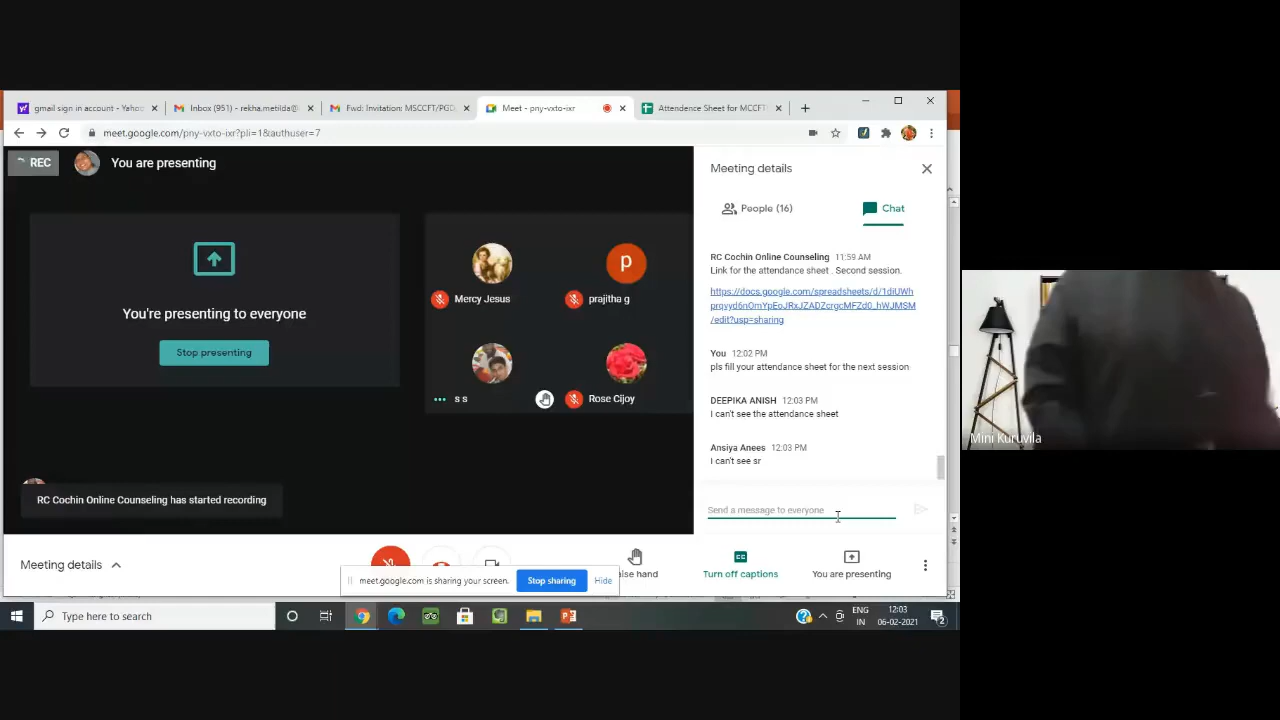 gmail sign in account - Yahoo
Inbox (951) - rekha.metilda@
Fwd: Invitation: MSCCFT/PGD
Meet - pny-vxto-ixr
Attendence Sheet for MCCFT
meet.google.com/pny-vxto-ixr?pli=1&authuser=7
REC
You are presenting
You're presenting to everyone
Stop presenting
Mercy Jesus
p
prajitha g
s s
Rose Cijoy
RC Cochin Online Counseling has started recording
Meeting details
People (16)
Chat
RC Cochin Online Counseling 11:59 AM
Link for the attendance sheet . Second session.
https://docs.google.com/spreadsheets/d/
/edit?usp=sharing
You 12:02 PM
pls fill your attendance sheet for the next session
DEEPIKA ANISH 12:03 PM
I can't see the attendance sheet
Ansiya Anees 12:03 PM
I can't see sr
Send a message to everyone
Meeting details
aise hand
Turn off captions
You are presenting
meet.google.com is sharing your screen.
Stop sharing
Hide
Type here to search
ENG
IN
12:03
06-02-2021
2
Mini Kuruvila